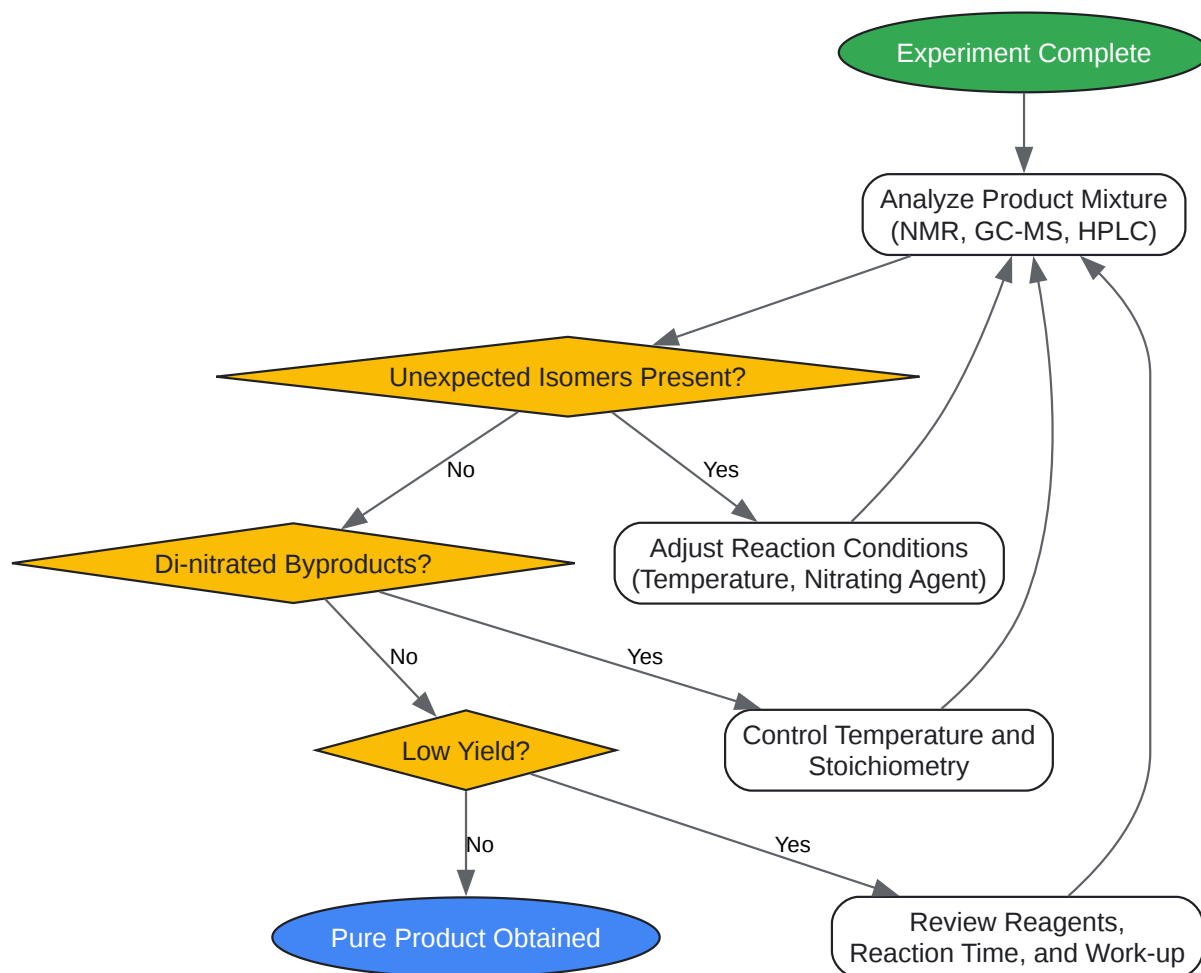 Experiment Complete
Analyze Product Mixture
(NMR, GC-MS, HPLC)
Unexpected Isomers Present?
No
Yes
Di-nitrated Byproducts?
Adjust Reaction Conditions
(Temperature, Nitrating Agent)
No
Yes
Low Yield?
Control Temperature and
Stoichiometry
No
Yes
Pure Product Obtained
Review Reagents,
Reaction Time, and Work-up